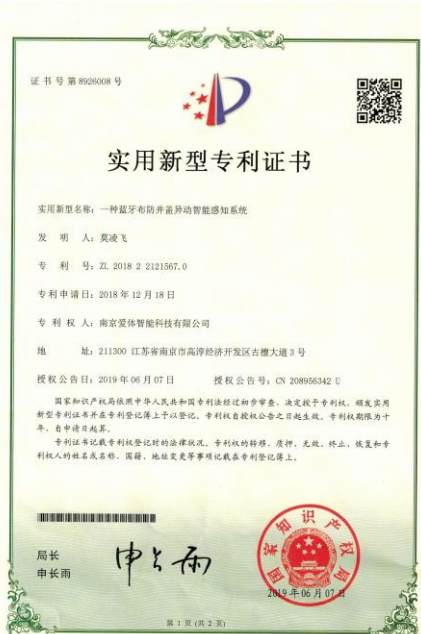 证书号第8926008号
实用新型专利证书
实用新型名称：一种蓝牙布防井盖异动智能感知系统
发 明 人：莫凌飞
专 利 号：ZL 2018 2 2121567.0
专利申请日：2018年12月18日
专 利 权 人：南京爱体智能科技有限公司
地 址：211300 江苏省南京市高淳经济开发区古檀大道3号
授权公告日：2019年06月07日 授权公告号：CN 208956342 U
国家知识产权局依照中华人民共和国专利法经过初步审查，决定授予专利权，颁发实用
新型专利证书并在专利登记簿上予以登记。专利权自授权公告之日起生效。专利权期限为十
年，自申请日起算。
专利证书记载专利权登记时的法律状况。专利权的转移、质押、无效、终止、恢复和专
利权人的姓名或名称、国籍、地址变更等事项记载在专利登记簿上。
局长
申长雨
申长雨
国家知识产权局
2019年06月07日
第 1 页 (共 2 页)